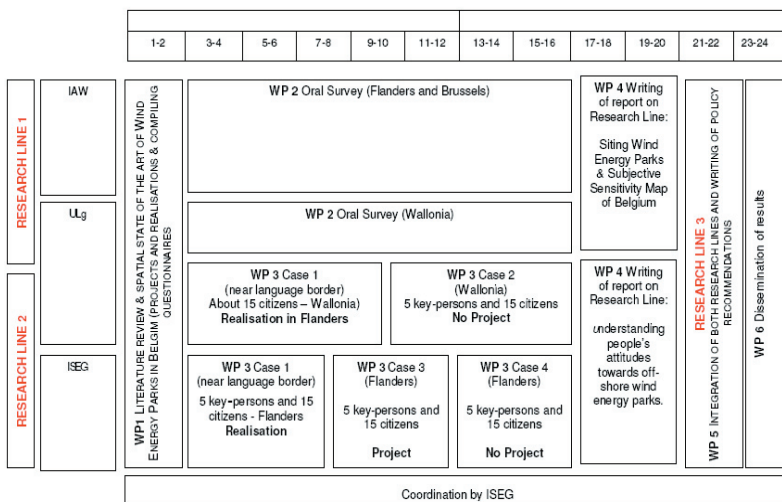 1-2 3-4 5-6 7-8 9-10 11-12 13-14 15-16 17-18 19-20 21-22 23-24
RESEARCH LINE 1
RESEARCH LINE 2
IAW
ULg
ISEG
WP1 LITERATURE REVIEW & SPATIAL STATE OF THE ART OF WIND
ENERGY PARKS IN BELGIM (PROJECTS AND REALISATIONS & COMPILING
QUESTIONNAIRES
WP 2 Oral Survey (Flanders and Brussels)
WP 2 Oral Survey (Wallonia)
WP 3 Case 1
(near language border)
About 15 citizens – Wallonia)
Realisation in Flanders
WP 3 Case 2
(Wallonia)
5 key-persons and 15 citizens
No Project
WP 3 Case 1
(near language border)
5 key-persons and 15
citizens - Flanders
Realisation
WP 3 Case 3
(Flanders)
5 key-persons and
15 citizens
Project
WP 3 Case 4
(Flanders)
5 key-persons and
15 citizens
No Project
WP 4 Writing
of report on
Research Line:
Siting Wind
Energy Parks
& Subjective
Sensitivity Map
of Belgium
WP 4 Writing
of report on
Research Line:
understanding
people's
attitudes
towards off-
shore wind
energy parks.
RESEARCH LINE 3
WP 5 INTEGRATION OF BOTH RESEARCH LINES AND WRITING OF POLICY
RECOMMENDATIONS
WP 6 Dissemination of results
Coordination by ISEG